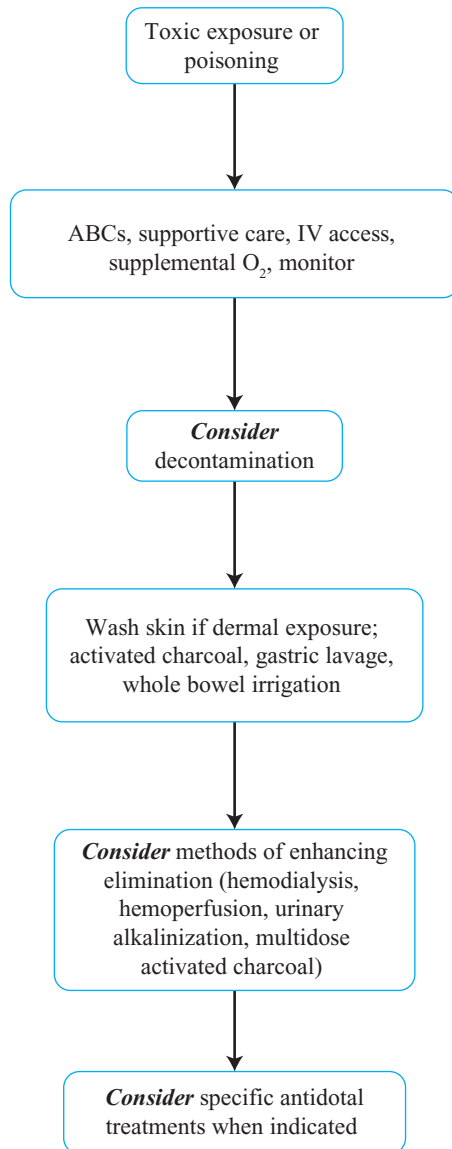 Toxic exposure or
poisoning
ABCs, supportive care, IV access,
supplemental O₂, monitor
Consider
decontamination
Wash skin if dermal exposure;
activated charcoal, gastric lavage,
whole bowel irrigation
Consider methods of enhancing
elimination (hemodialysis,
hemoperfusion, urinary
alkalinization, multidose
activated charcoal)
Consider specific antidotal
treatments when indicated